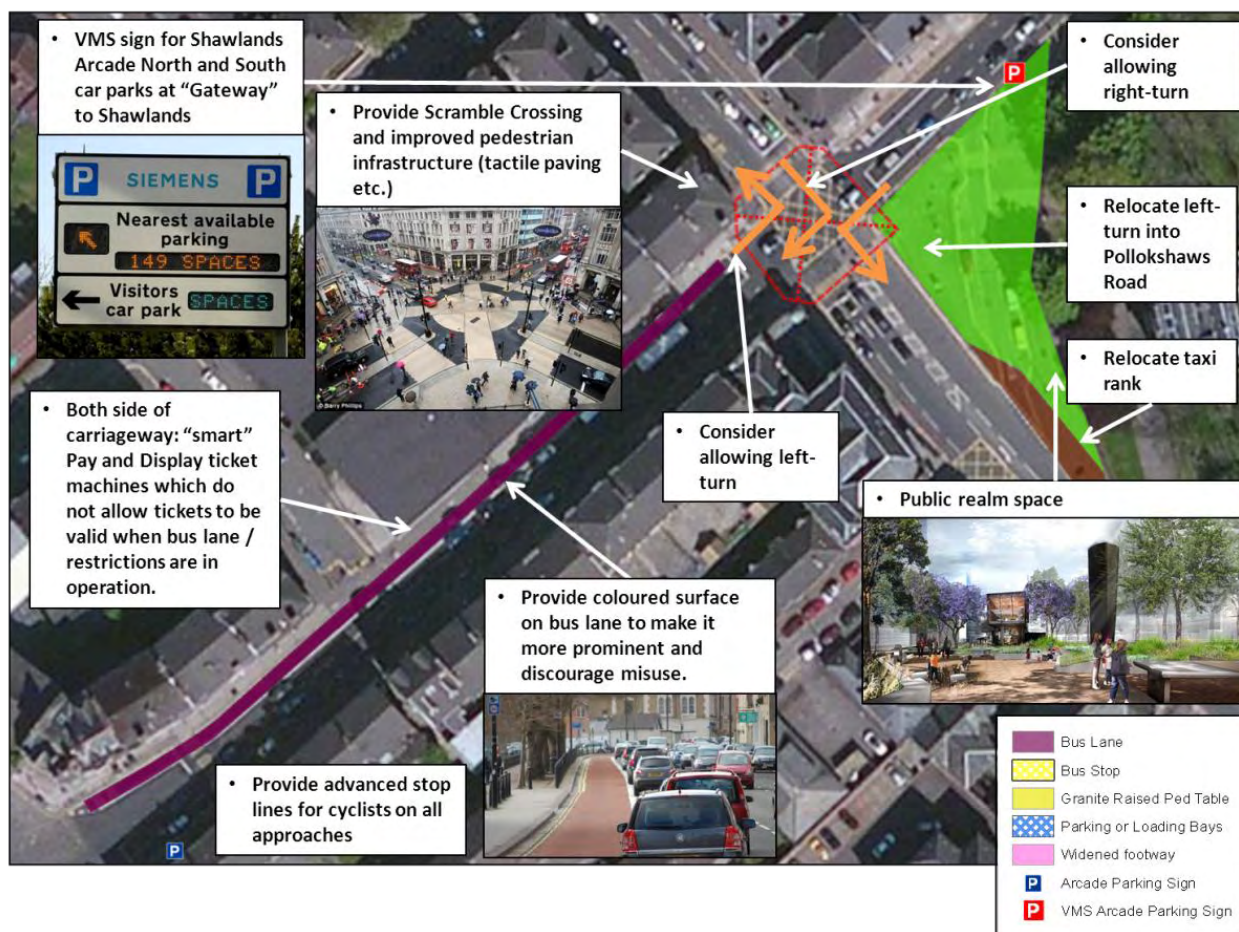 • VMS sign for Shawlands
Arcade North and South
car parks at “Gateway”
to Shawlands
P SIEMENS P
Nearest available
parking
149 SPACES
Visitors
car park
SPACES
• Provide Scramble Crossing
and improved pedestrian
infrastructure (tactile paving
etc.)
© Barry Phillips
P
• Consider
allowing
right-turn
• Relocate left-
turn into
Pollokshaws
Road
• Relocate taxi
rank
• Both side of
carriageway: “smart”
Pay and Display ticket
machines which do
not allow tickets to be
valid when bus lane /
restrictions are in
operation.
• Consider
allowing left-
turn
• Public realm space
• Provide coloured surface
on bus lane to make it
more prominent and
discourage misuse.
• Provide advanced stop
lines for cyclists on all
approaches
P
Bus Lane
Bus Stop
Granite Raised Ped Table
Parking or Loading Bays
Widened footway
P Arcade Parking Sign
P VMS Arcade Parking Sign